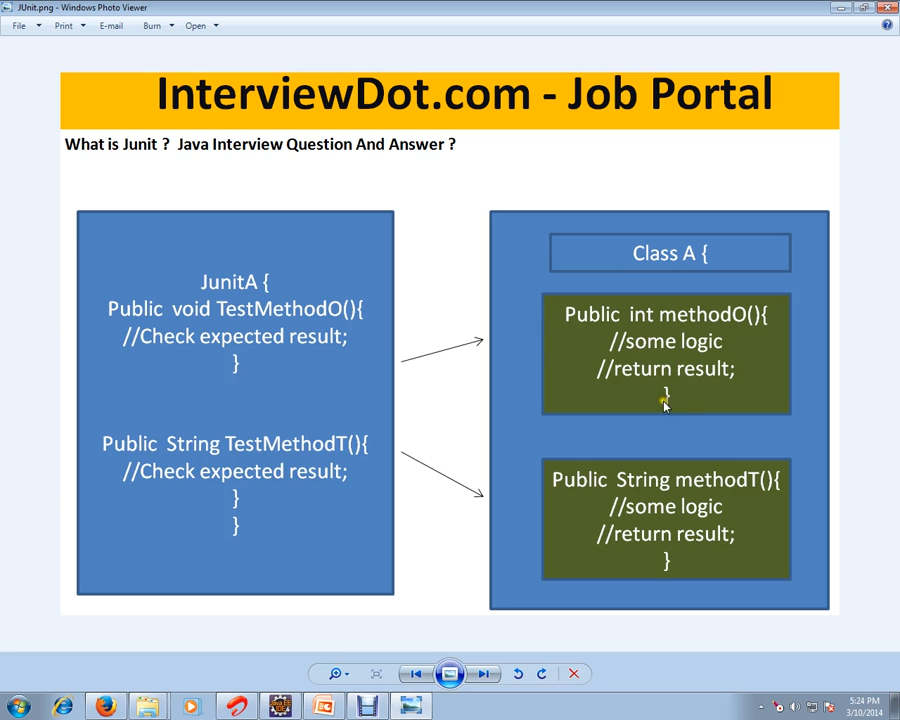 JUnit.png - Windows Photo Viewer
File Print E-mail Burn Open
InterviewDot.com - Job Portal
What is Junit ? Java Interview Question And Answer ?
JunitA {
Public void TestMethodO(){
//Check expected result;
}
Public String TestMethodT(){
//Check expected result;
}
}
Class A {
Public int methodO(){
//some logic
//return result;
}
Public String methodT(){
//some logic
//return result;
}
5:24 PM
3/10/2014